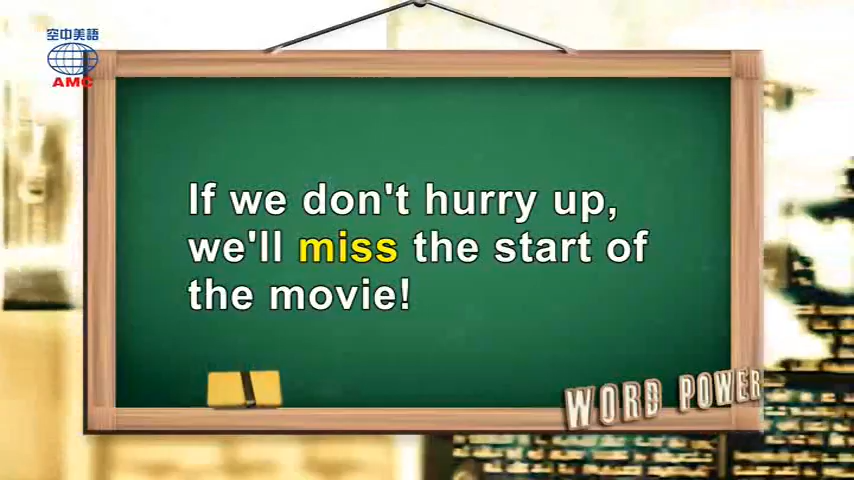 空中美語
AMC
If we don't hurry up,
we'll miss the start of
the movie!
WORD POWER